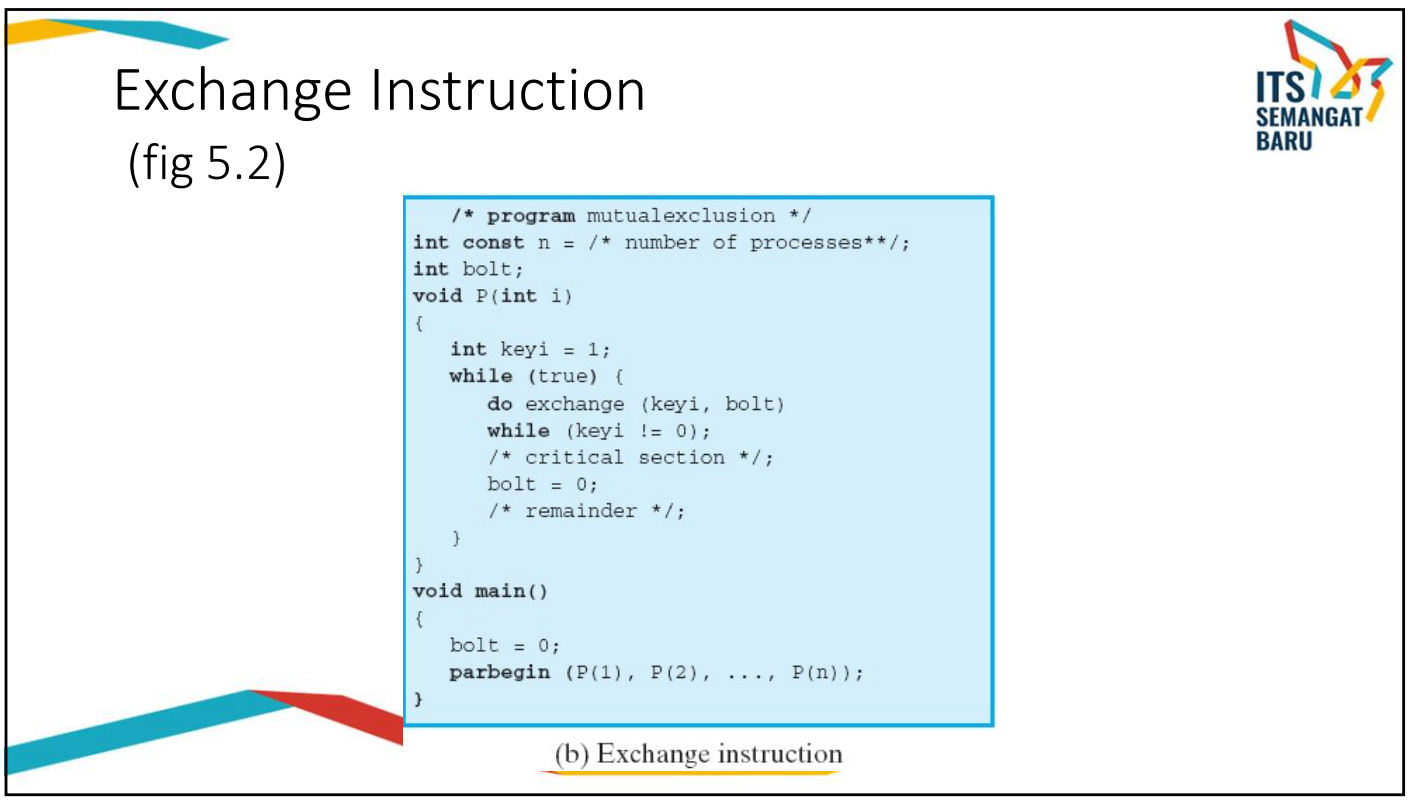 Exchange Instruction
(fig 5.2)
ITS
SEMANGAT
BARU
/* program mutualexclusion */
int const n = /* number of processes**/;
int bolt;
void P(int i)
{
int keyi = 1;
while (true) {
do exchange (keyi, bolt)
while (keyi != 0);
/* critical section */;
bolt = 0;
/* remainder */;
}
}
void main()
{
bolt = 0;
parbegin (P(1), P(2), ..., P(n));
}
(b) Exchange instruction